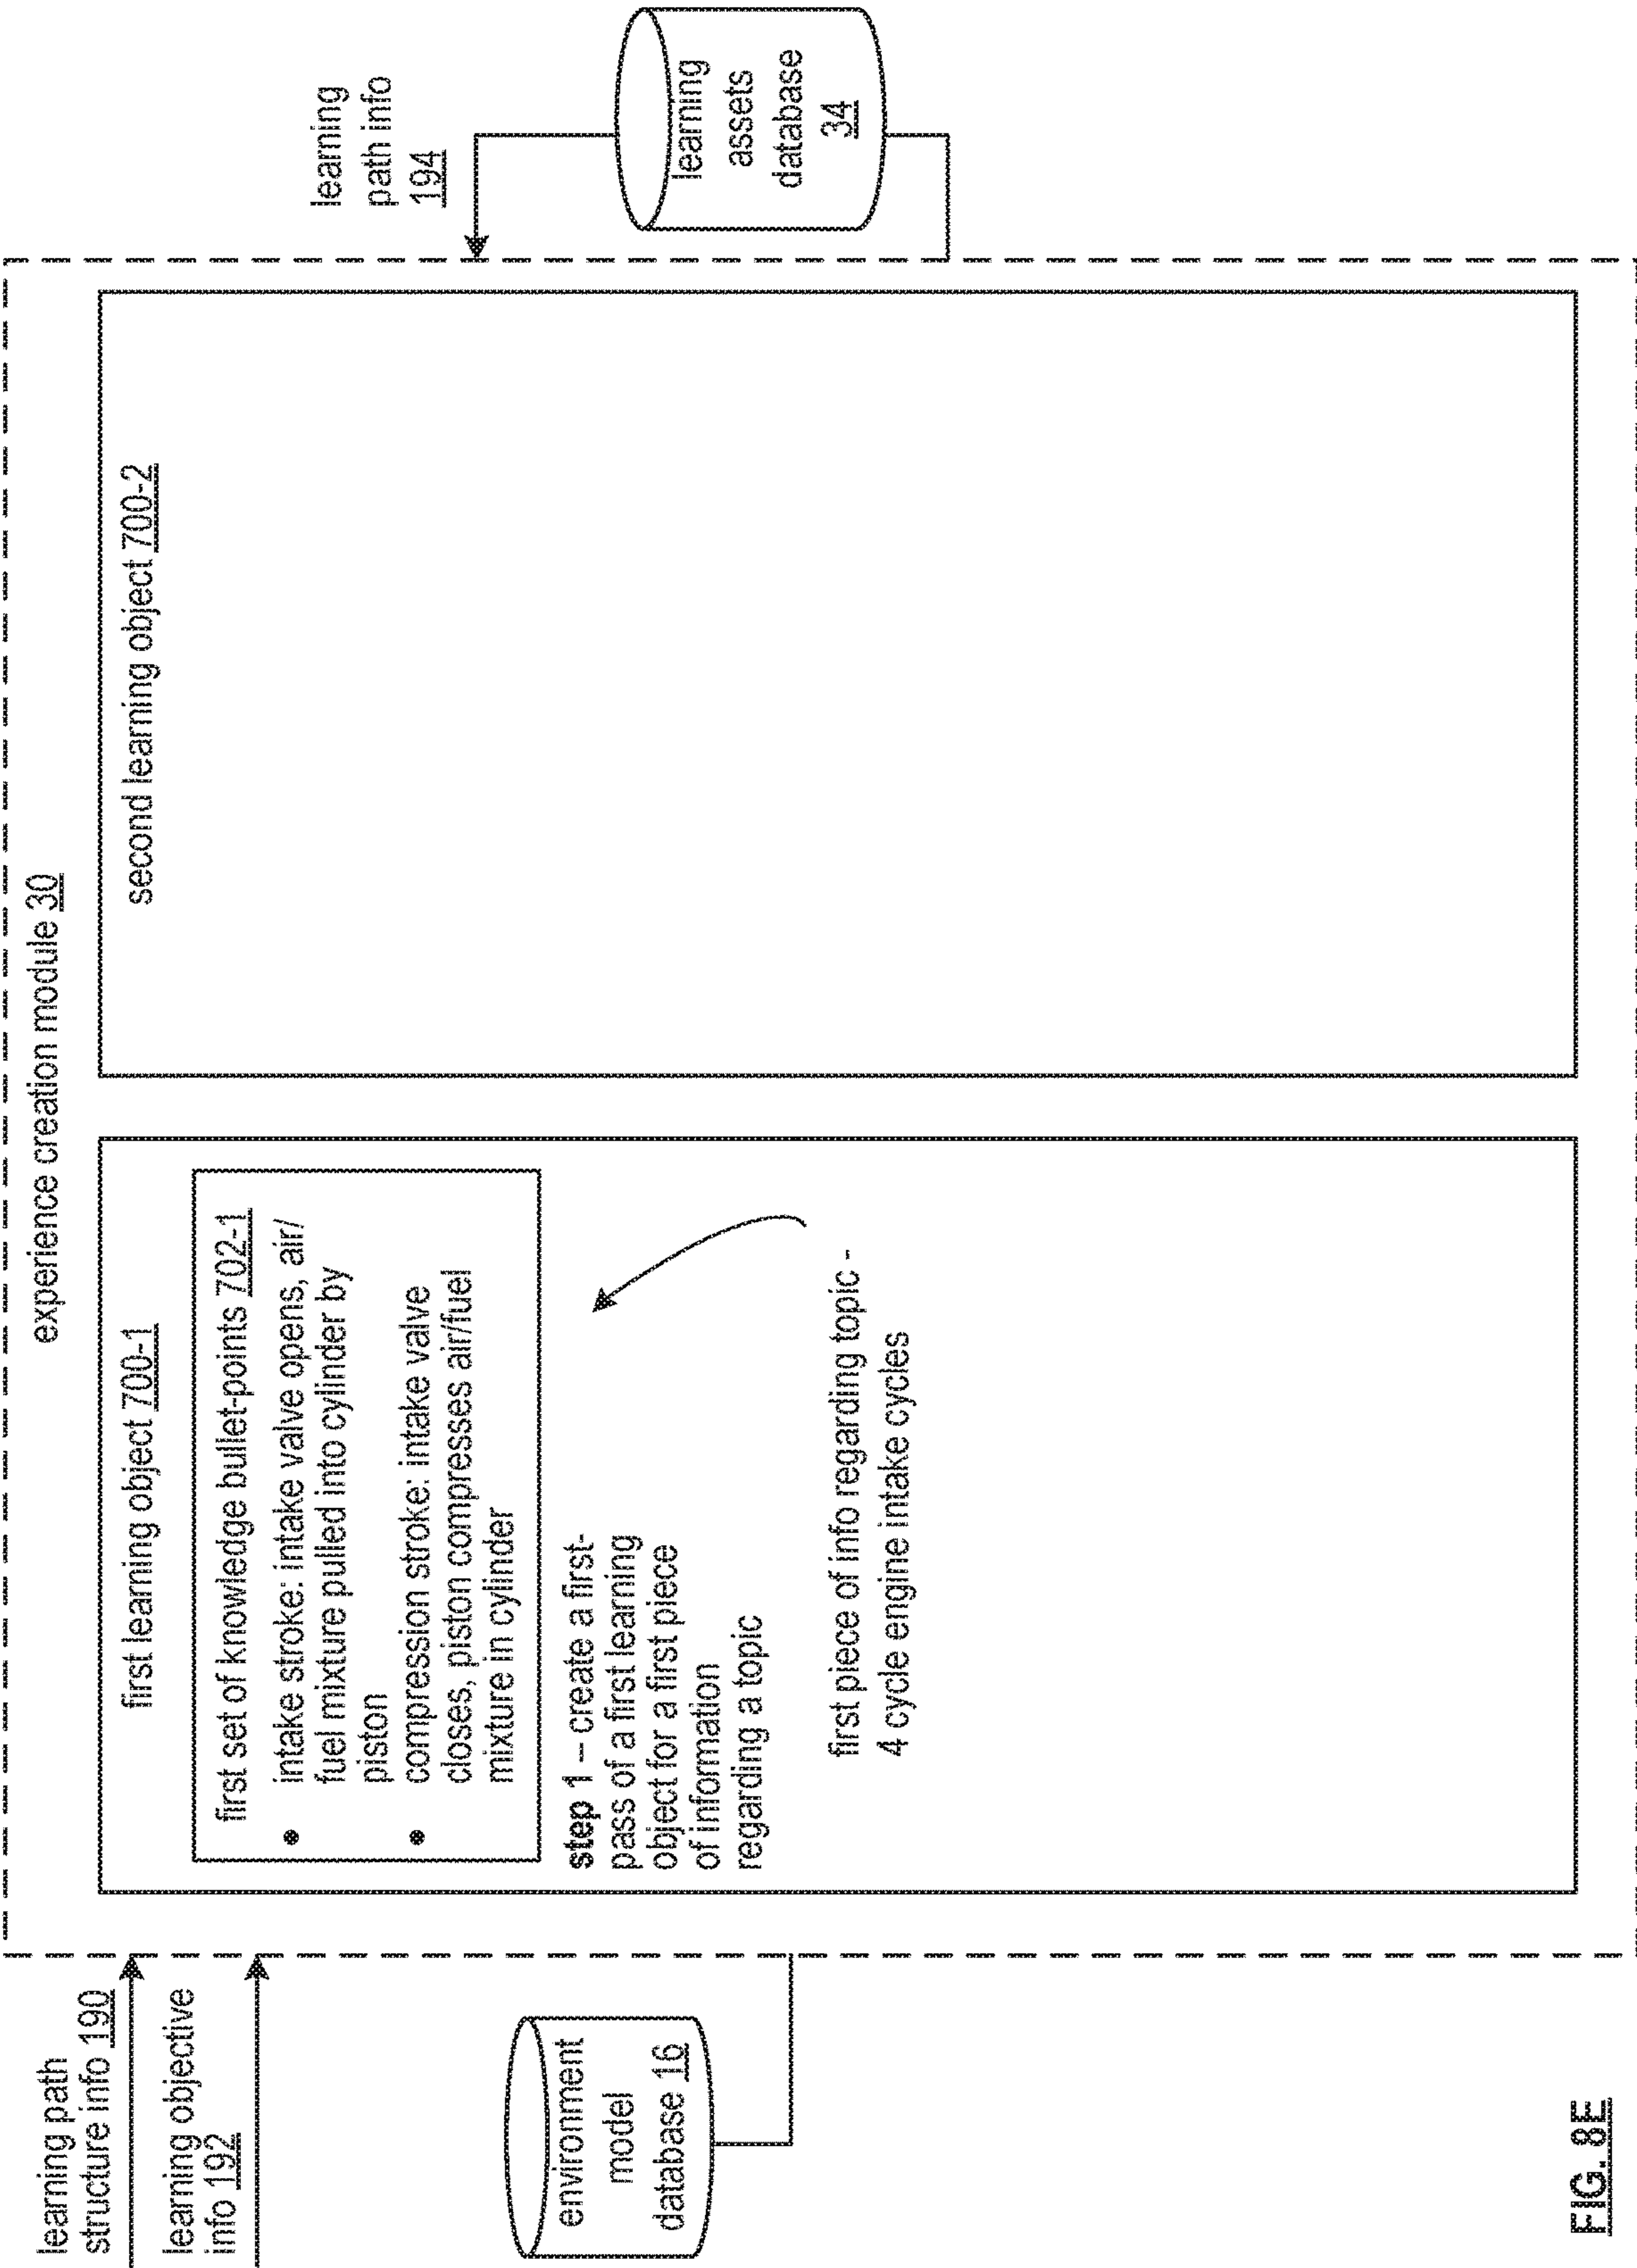 experience creation module 30
learning path
structure info 190
learning objective
info 192
environment
model
database 16
first learning object 700-1
first set of knowledge bullet-points 702-1
• intake stroke: intake valve opens, air/
fuel mixture pulled into cylinder by
piston
• compression stroke: intake valve
closes, piston compresses air/fuel
mixture in cylinder
step 1 – create a first-
pass of a first learning
object for a first piece
of information
regarding a topic
first piece of info regarding topic -
4 cycle engine intake cycles
second learning object 700-2
learning
path info
194
learning
assets
database
34
FIG. 8E